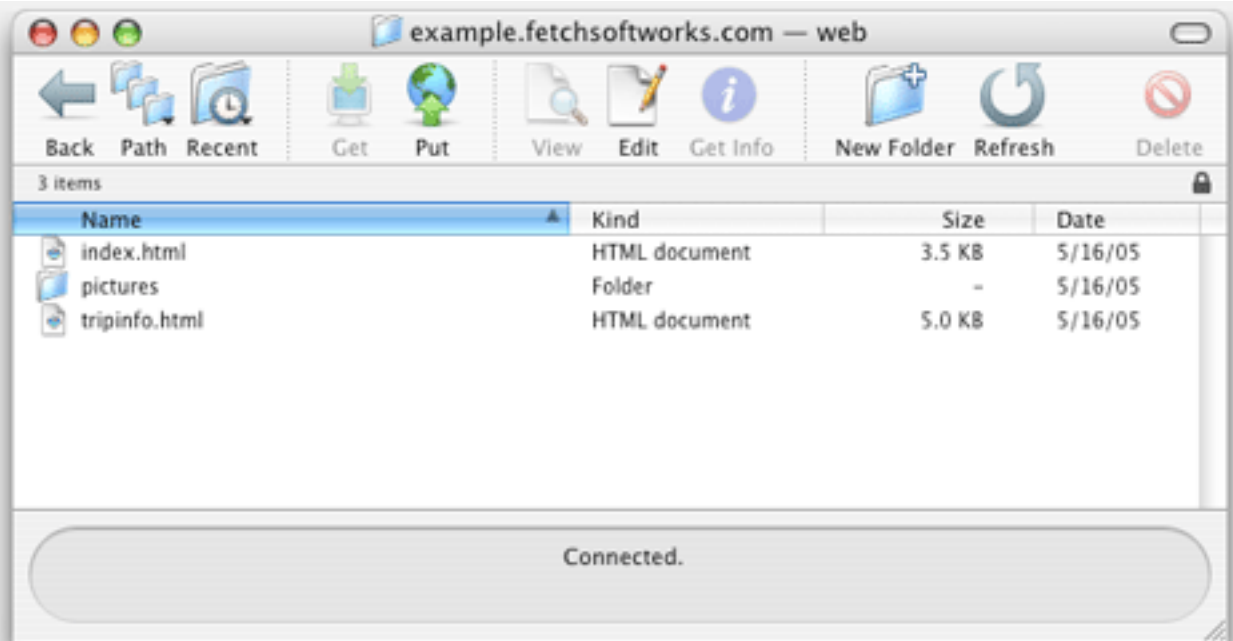 example.fetchsoftworks.com — web
Back Path Recent Get Put View Edit Get Info New Folder Refresh Delete
3 items
Name Kind Size Date
index.html HTML document 3.5 KB 5/16/05
pictures Folder - 5/16/05
tripinfo.html HTML document 5.0 KB 5/16/05
Connected.